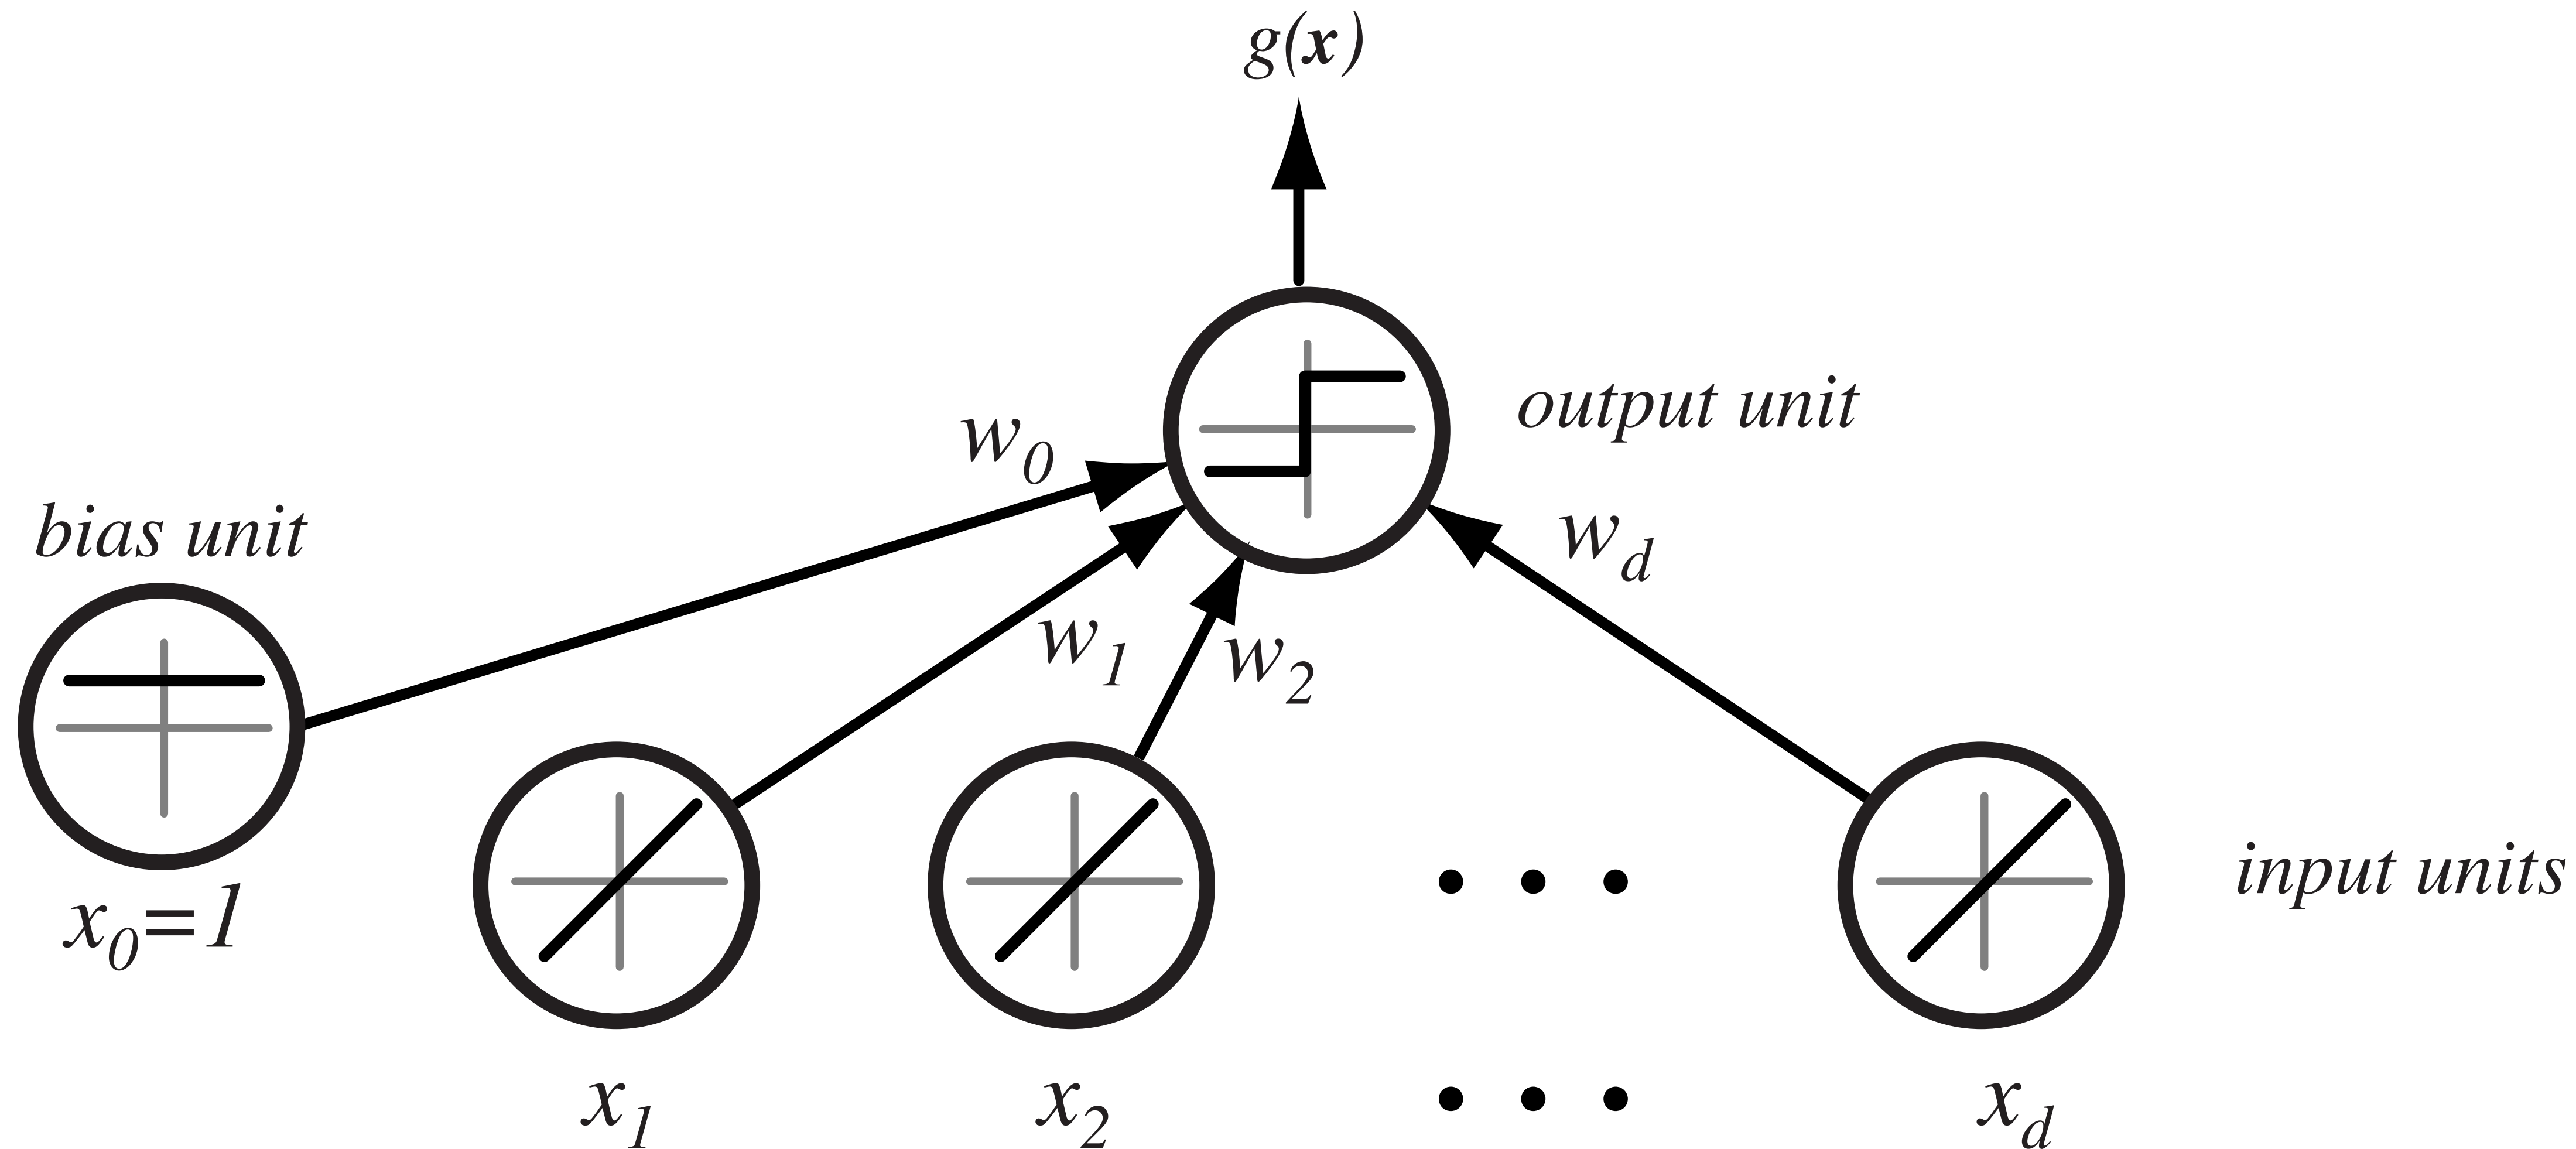 g(x)
output unit
w0
wd
bias unit
w1
w2
input units
x0=1
x1
x2
• • •
xd